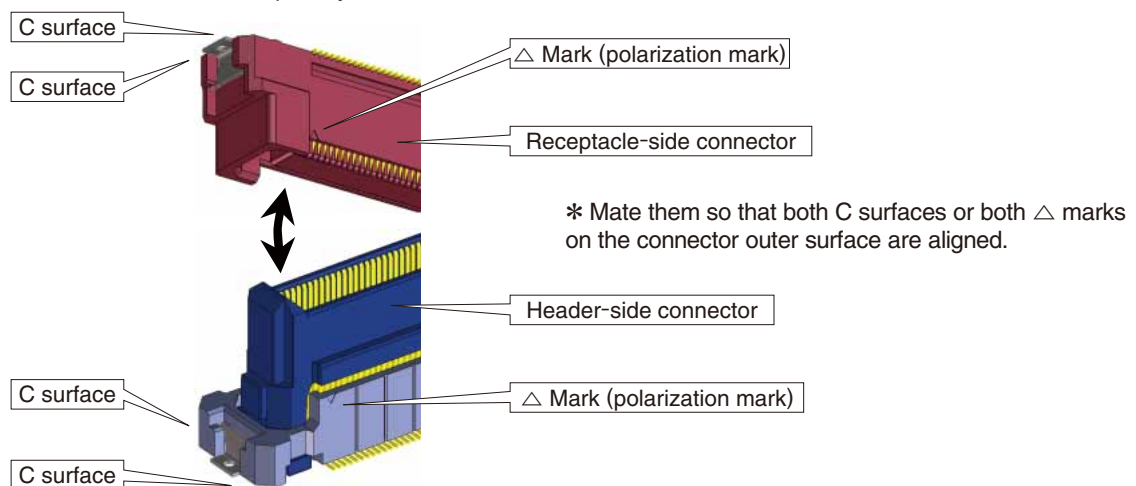 C surface
C surface
△ Mark (polarization mark)
Receptacle-side connector
* Mate them so that both C surfaces or both △ marks
on the connector outer surface are aligned.
Header-side connector
C surface
△ Mark (polarization mark)
C surface